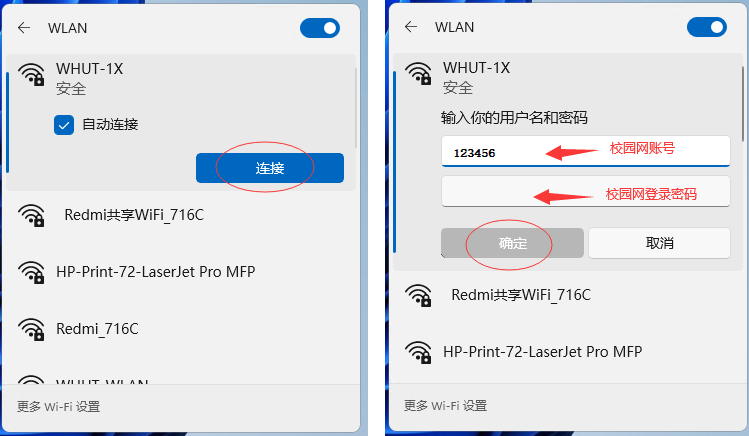 WLAN
WHUT-1X
安全
自动连接
连接
Redmi共享WiFi_716C
HP-Print-72-LaserJet Pro MFP
Redmi_716C
WHUT-WLAN
更多 Wi-Fi 设置
WLAN
WHUT-1X
安全
输入你的用户名和密码
123456
校园网账号
校园网登录密码
确定
取消
Redmi共享WiFi_716C
HP-Print-72-LaserJet Pro MFP
更多 Wi-Fi 设置